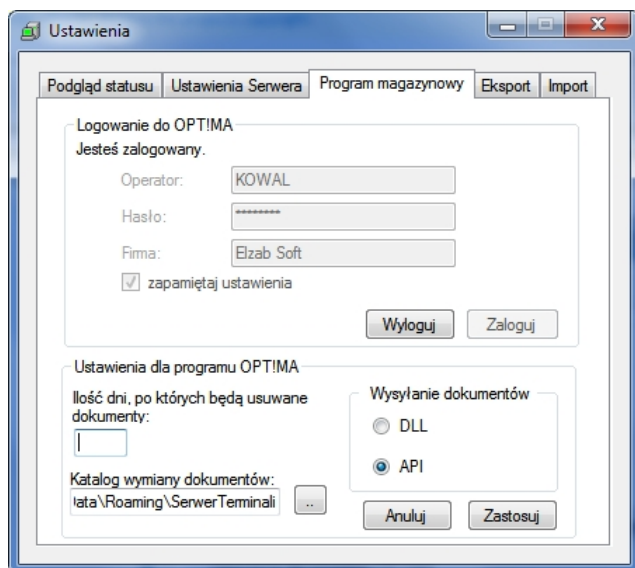 Ustawienia
Podgląd statusu
Ustawienia Serwera
Program magazynowy
Eksport
Import
Logowanie do OPT!MA
Jesteś zalogowany.
Operator:
KOWAL
Hasło:
********
Firma:
Elzab Soft
zapamiętaj ustawienia
Wyloguj
Zaloguj
Ustawienia dla programu OPT!MA
Ilość dni, po których będą usuwane
dokumenty:
Wysyłanie dokumentów
DLL
API
Katalog wymiany dokumentów:
ata\Roaming\SerwerTerminali
..
Anuluj
Zastosuj